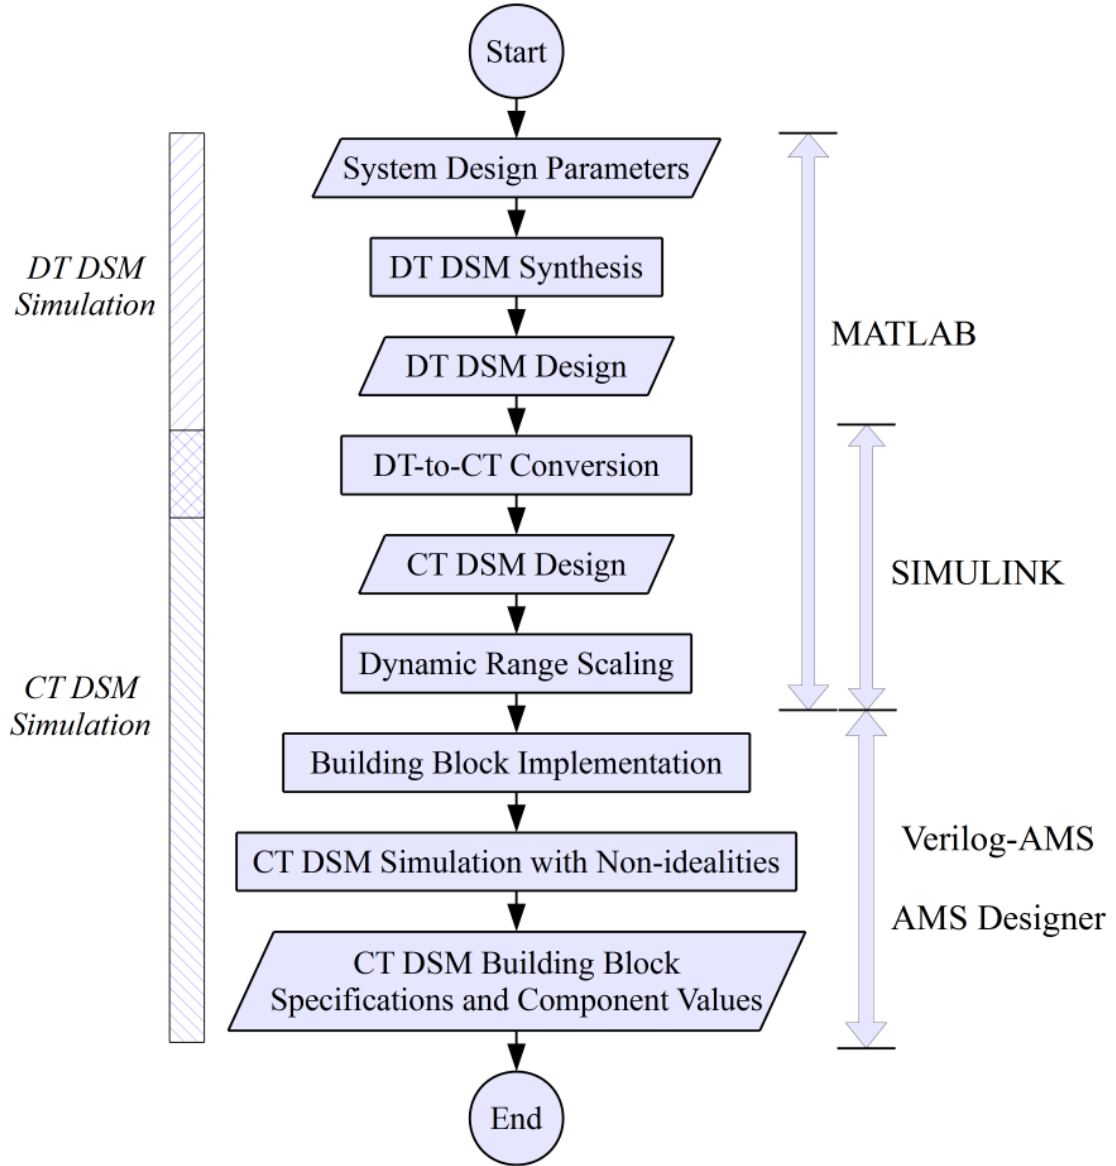 Start
System Design Parameters
DT DSM Synthesis
DT DSM
Simulation
MATLAB
DT DSM Design
DT-to-CT Conversion
CT DSM Design
SIMULINK
Dynamic Range Scaling
CT DSM
Simulation
Building Block Implementation
Verilog-AMS
CT DSM Simulation with Non-idealities
AMS Designer
CT DSM Building Block
Specifications and Component Values
End